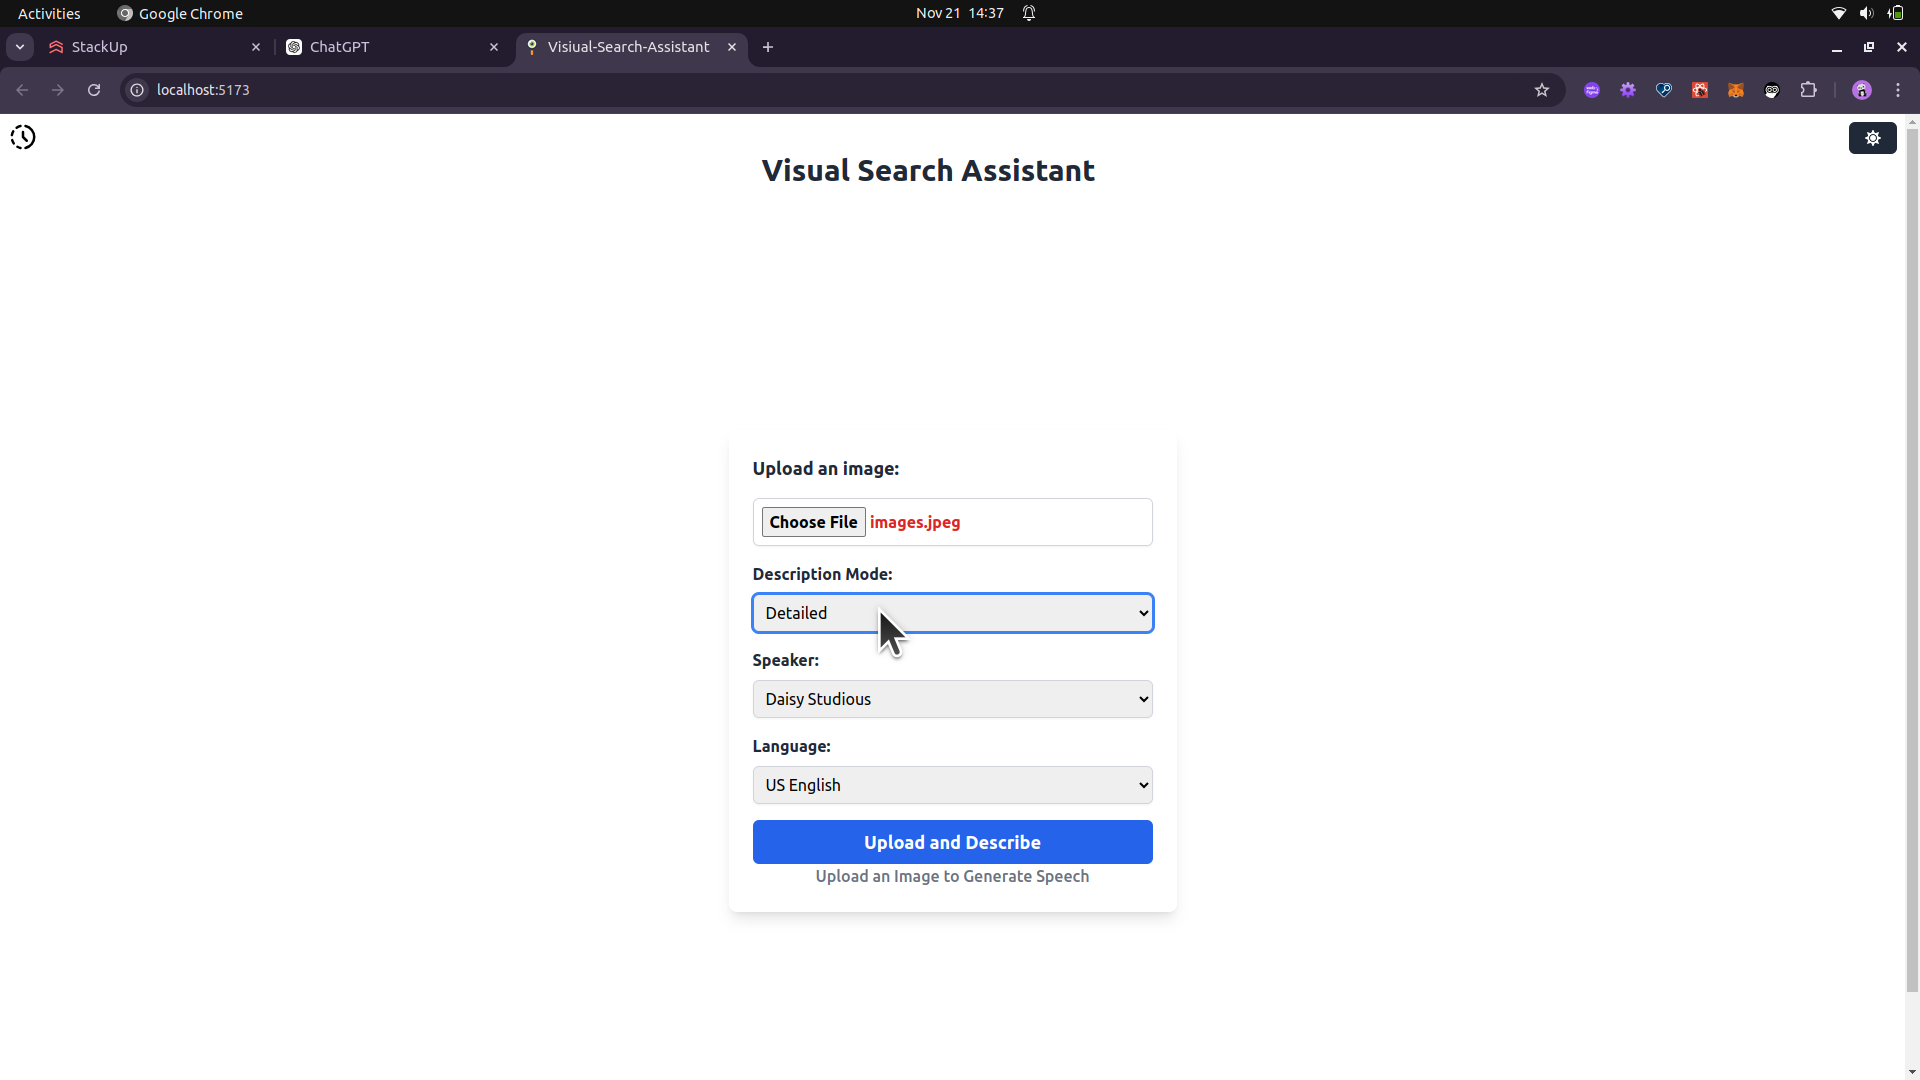 Activities Google Chrome Nov 21 14:37
StackUp ChatGPT Visiual-Search-Assistant
localhost:5173
Visual Search Assistant
Upload an image:
Choose File images.jpeg
Description Mode:
Detailed
Speaker:
Daisy Studious
Language:
US English
Upload and Describe
Upload an Image to Generate Speech